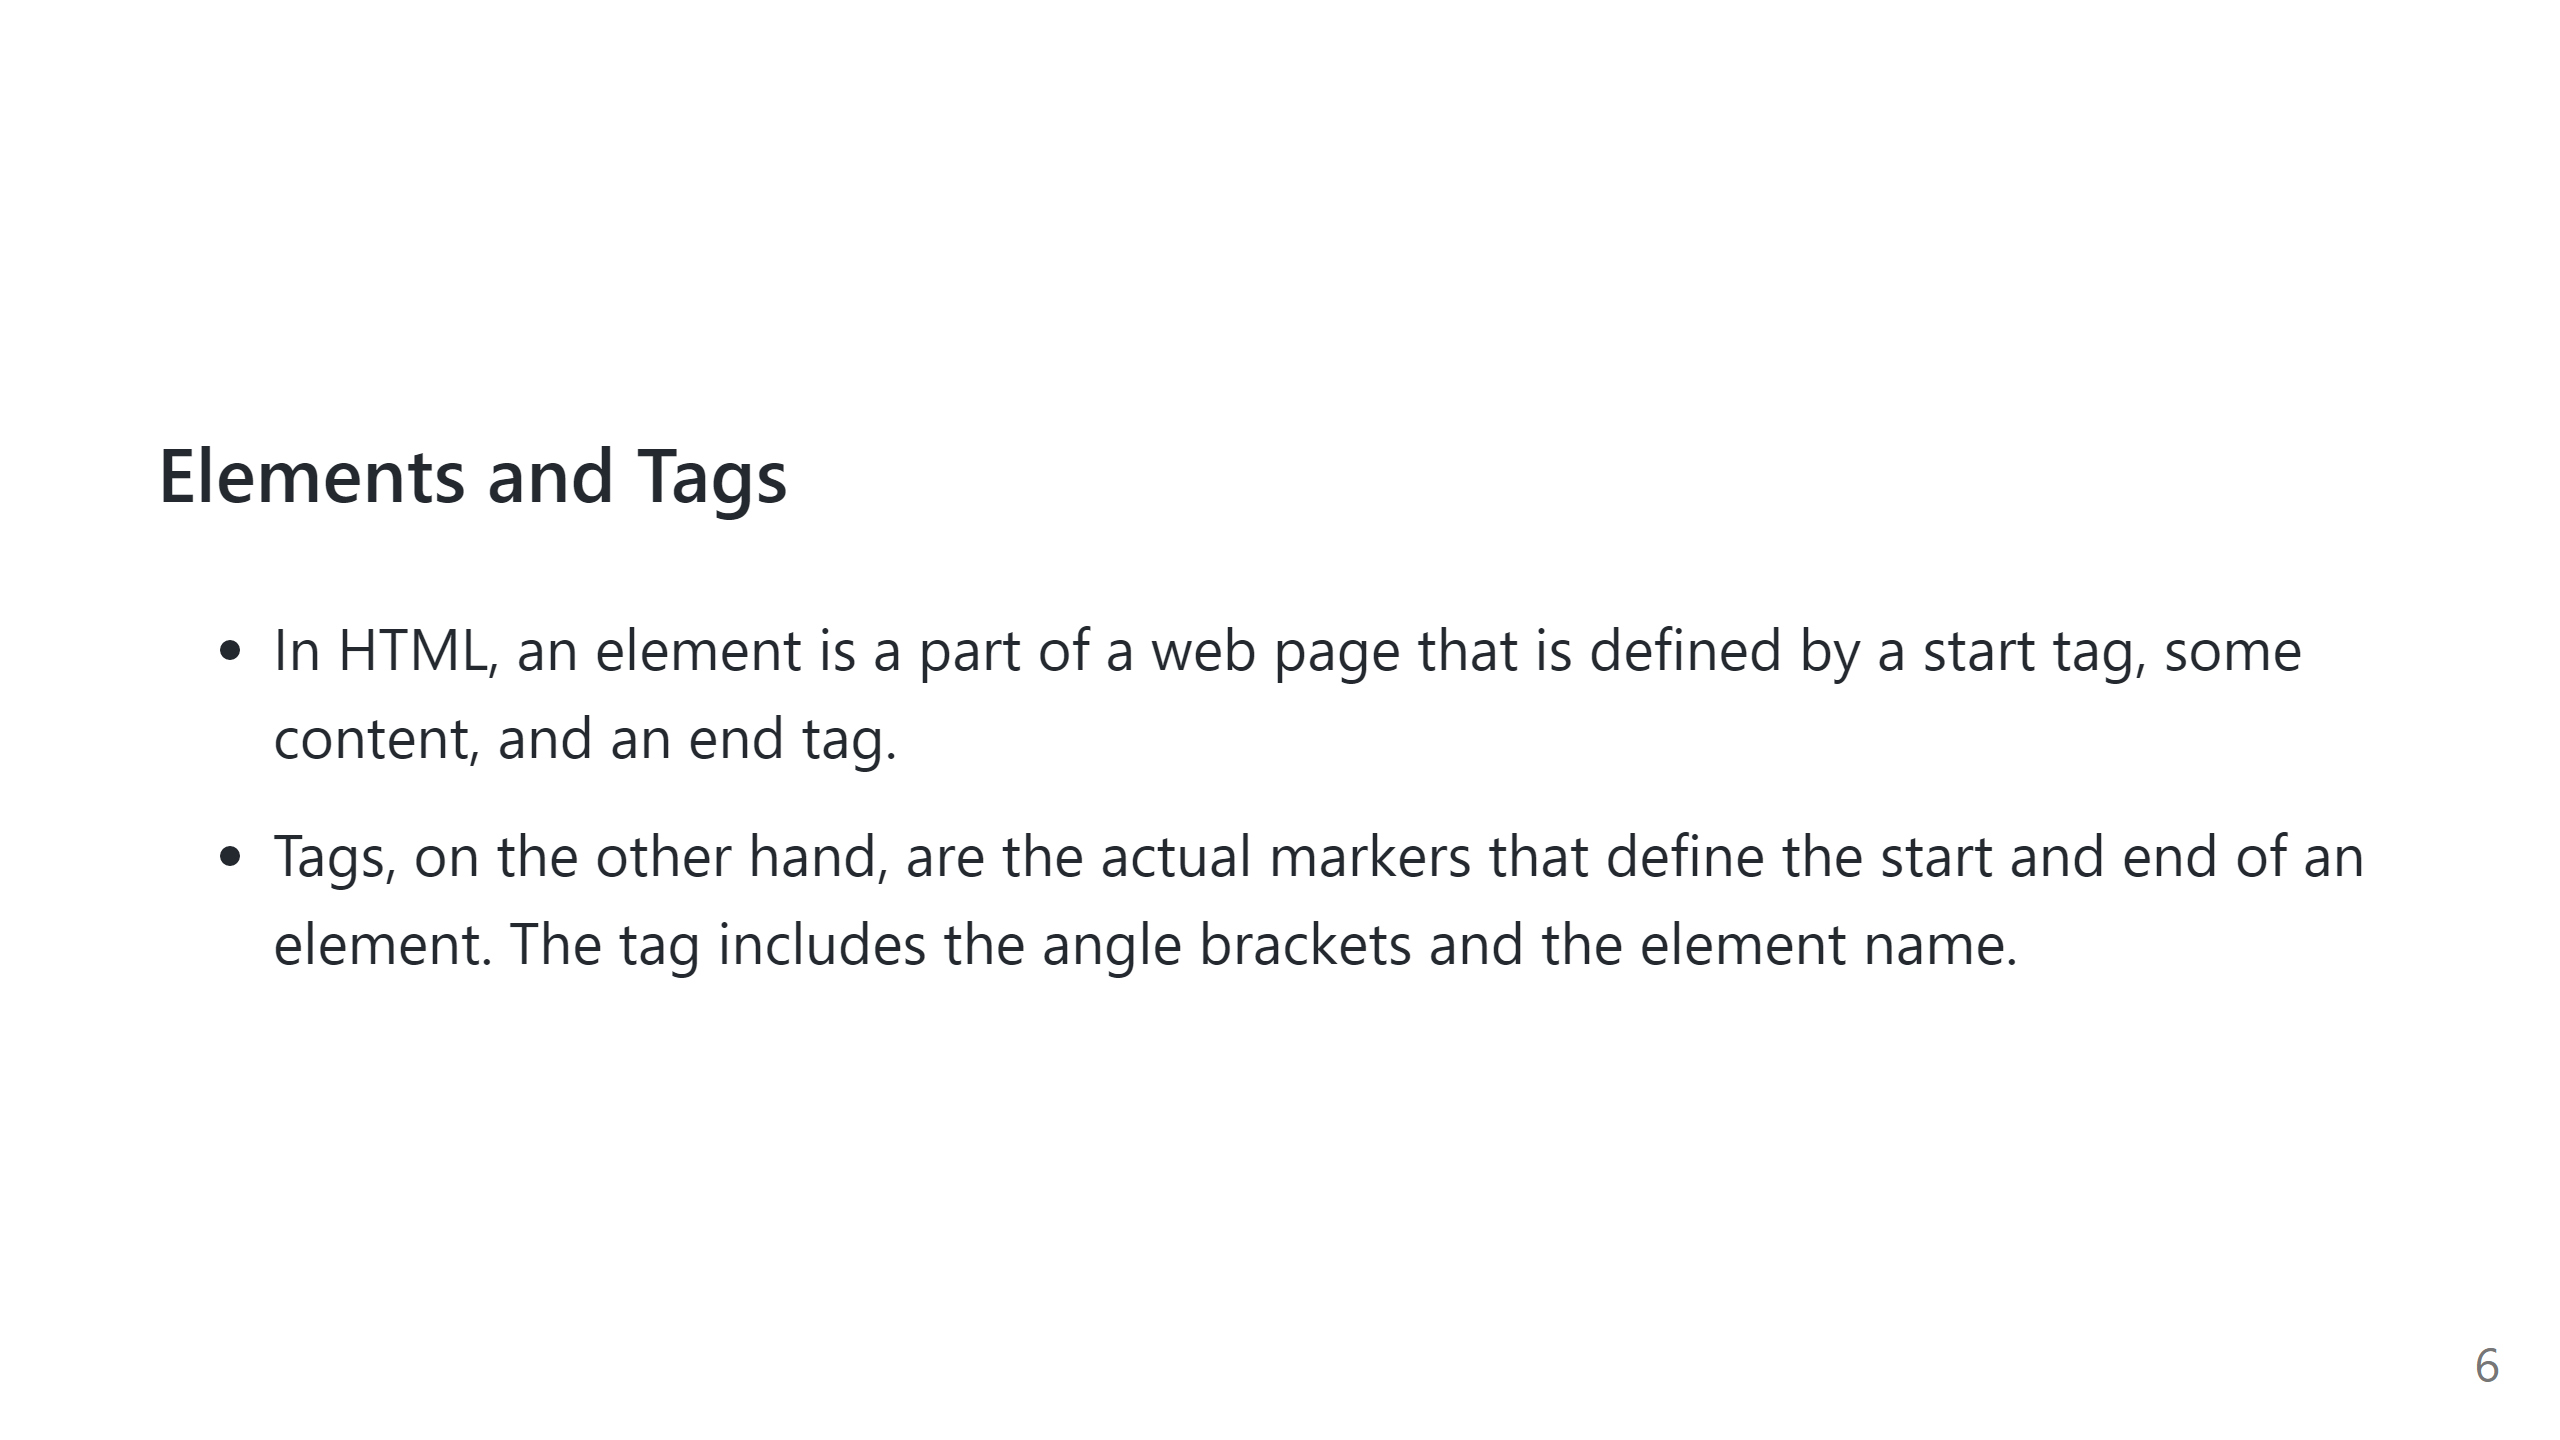 Elements and Tags
• In HTML, an element is a part of a web page that is defined by a start tag, some
content, and an end tag.
• Tags, on the other hand, are the actual markers that define the start and end of an
element. The tag includes the angle brackets and the element name.
6